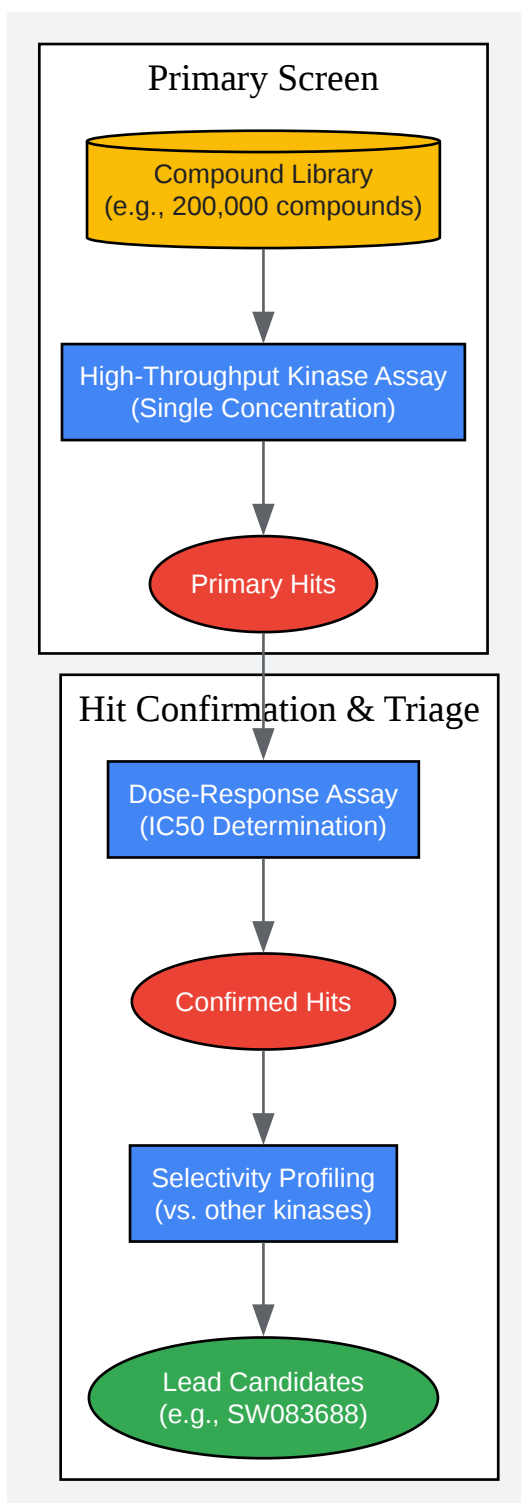 Primary Screen
Compound Library
(e.g., 200,000 compounds)
High-Throughput Kinase Assay
(Single Concentration)
Primary Hits
Hit Confirmation & Triage
Dose-Response Assay
(IC50 Determination)
Confirmed Hits
Selectivity Profiling
(vs. other kinases)
Lead Candidates
(e.g., SW083688)